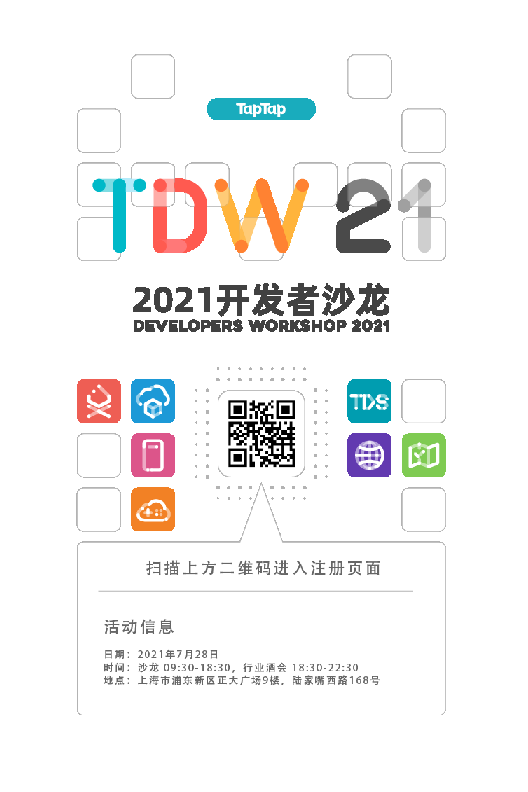 TapTap
TDW 21
2021开发者沙龙
DEVELOPERS WORKSHOP 2021
TDS
扫描上方二维码进入注册页面
活动信息
日期：2021年7月28日
时间：沙龙 09:30-18:30，行业酒会 18:30-22:30
地点：上海市浦东新区正大广场9楼，陆家嘴西路168号